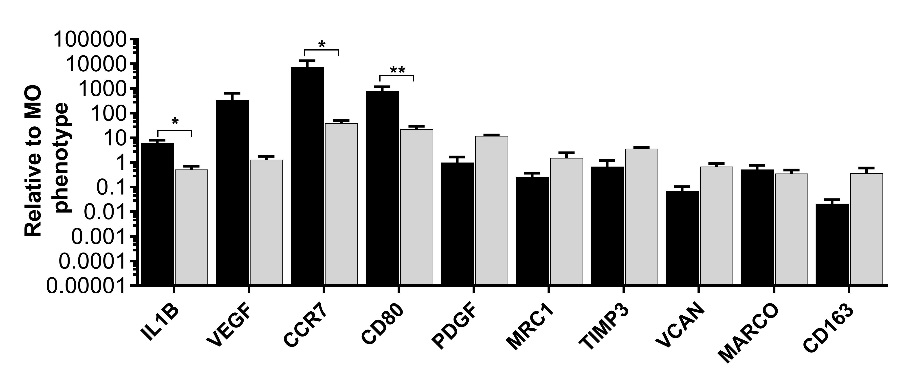 Relative to MO
phenotype
100000
10000
1000
100
10
1
0.1
0.01
0.001
0.0001
0.00001
*
*
**
IL1B
VEGF
CCR7
CD80
PDGF
MRC1
TIMP3
VCAN
MARCO
CD163